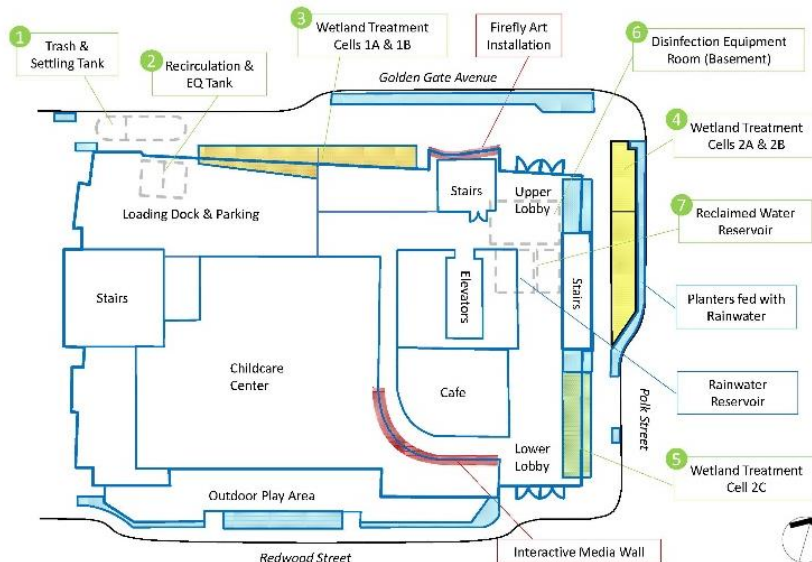 1
Trash &
Settling Tank
2
Recirculation &
EQ Tank
3
Wetland Treatment
Cells 1A & 1B
Firefly Art
Installation
6
Disinfection Equipment
Room (Basement)
Golden Gate Avenue
4
Wetland Treatment
Cells 2A & 2B
Stairs
Upper
Lobby
Loading Dock & Parking
7
Reclaimed Water
Reservoir
Stairs
Elevators
Stairs
Planters fed with
Rainwater
Childcare
Center
Cafe
Rainwater
Reservoir
Polk Street
Lower
Lobby
5
Wetland Treatment
Cell 2C
Outdoor Play Area
Interactive Media Wall
Redwood Street